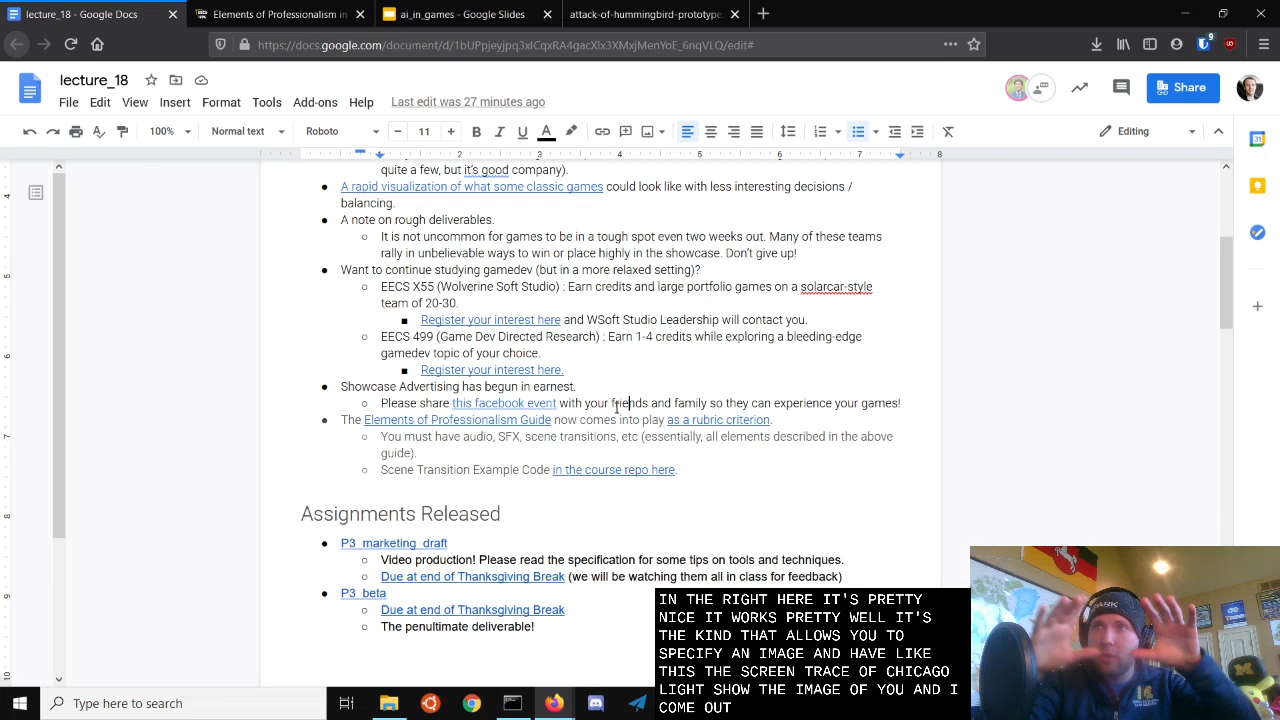 lecture_18 - Google Docs
Elements of Professionalism in
ai_in_games - Google Slides
attack-of-hummingbird-prototype
https://docs.google.com/document/d/1bUPpjeyjpq3xlCqxRA4gacXlx3XMxjMenYoE_6nqVLQ/edit#
lecture_18
File Edit View Insert Format Tools Add-ons Help Last edit was 27 minutes ago
Share
100% Normal text Roboto 11 Editing
2 3 4 5 6 7 8
quite a few, but it's good company).
A rapid visualization of what some classic games could look like with less interesting decisions /
balancing.
A note on rough deliverables.
It is not uncommon for games to be in a tough spot even two weeks out. Many of these teams
rally in unbelievable ways to win or place highly in the showcase. Don't give up!
Want to continue studying gamedev (but in a more relaxed setting)?
EECS X55 (Wolverine Soft Studio) : Earn credits and large portfolio games on a solarcar-style
team of 20-30.
Register your interest here and WSoft Studio Leadership will contact you.
EECS 499 (Game Dev Directed Research) : Earn 1-4 credits while exploring a bleeding-edge
gamedev topic of your choice.
Register your interest here.
Showcase Advertising has begun in earnest.
Please share this facebook event with your friends and family so they can experience your games!
The Elements of Professionalism Guide now comes into play as a rubric criterion.
You must have audio, SFX, scene transitions, etc (essentially, all elements described in the above
guide).
Scene Transition Example Code in the course repo here.
Assignments Released
P3_marketing_draft
Video production! Please read the specification for some tips on tools and techniques.
Due at end of Thanksgiving Break (we will be watching them all in class for feedback)
P3_beta
Due at end of Thanksgiving Break
The penultimate deliverable!
IN THE RIGHT HERE IT'S PRETTY
NICE IT WORKS PRETTY WELL IT'S
THE KIND THAT ALLOWS YOU TO
SPECIFY AN IMAGE AND HAVE LIKE
THIS THE SCREEN TRACE OF CHICAGO
LIGHT SHOW THE IMAGE OF YOU AND I
COME OUT
Type here to search